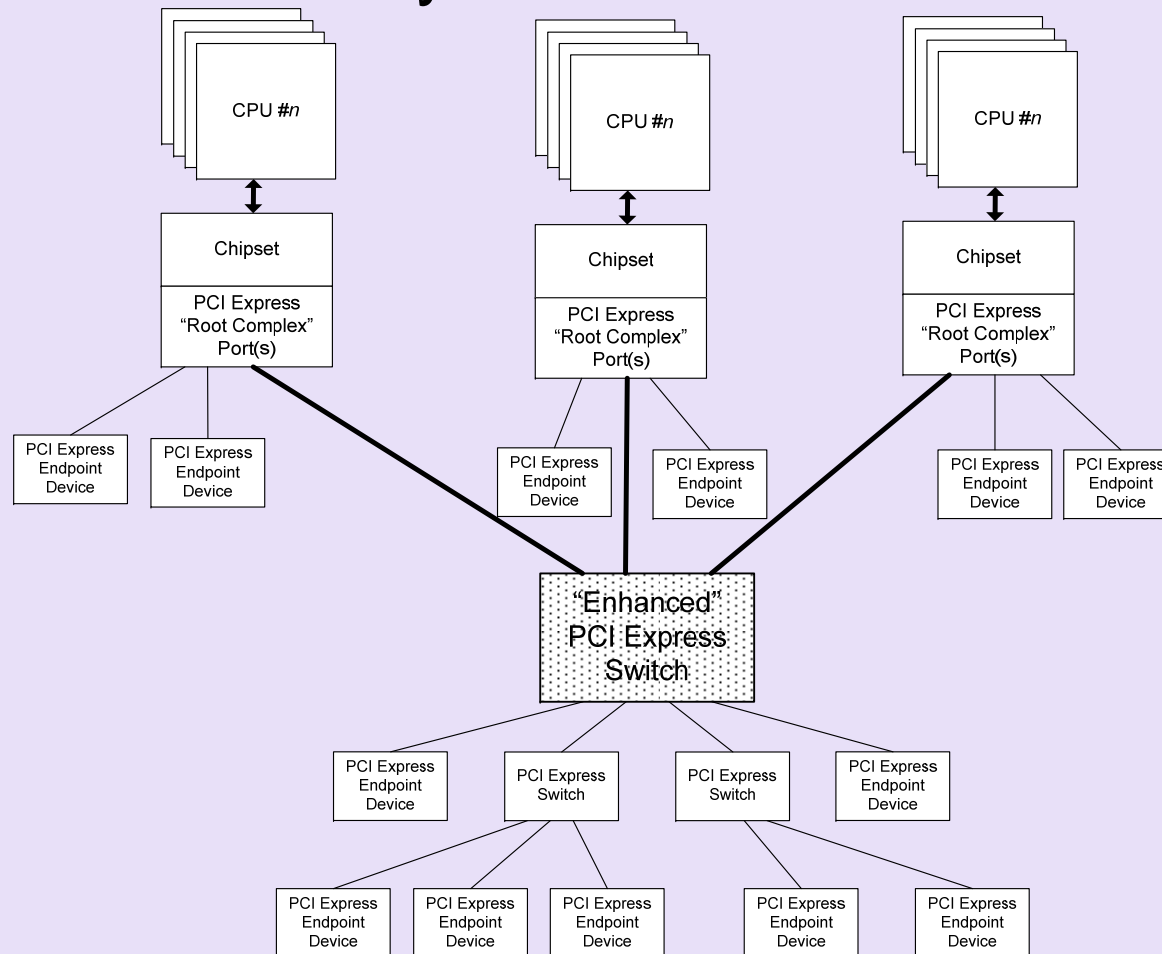 CPU #n
CPU #n
CPU #n
Chipset
Chipset
Chipset
PCI Express
“Root Complex”
Port(s)
PCI Express
“Root Complex”
Port(s)
PCI Express
“Root Complex”
Port(s)
PCI Express
Endpoint
Device
PCI Express
Endpoint
Device
PCI Express
Endpoint
Device
PCI Express
Endpoint
Device
PCI Express
Endpoint
Device
PCI Express
Endpoint
Device
“Enhanced”
PCI Express
Switch
PCI Express
Endpoint
Device
PCI Express
Switch
PCI Express
Switch
PCI Express
Endpoint
Device
PCI Express
Endpoint
Device
PCI Express
Endpoint
Device
PCI Express
Endpoint
Device
PCI Express
Endpoint
Device
PCI Express
Endpoint
Device